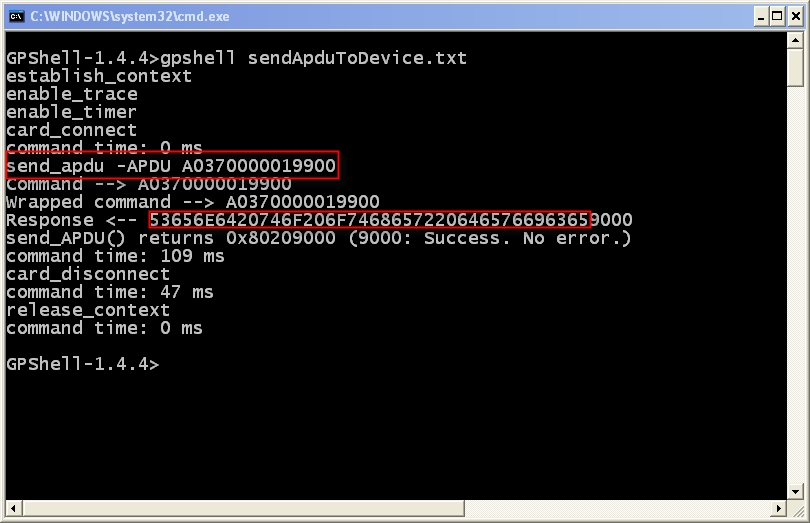 C:\WINDOWS\system32\cmd.exe
GPShell-1.4.4>gpshell sendApduToDevice.txt
establish_context
enable_trace
enable_timer
card_connect
command time: 0 ms
send_apdu -APDU A0370000019900
Command --> A0370000019900
Wrapped command --> A0370000019900
Response <-- 53656E6420746F206F74686572206465766963659000
send_APDU() returns 0x80209000 (9000: Success. No error.)
command time: 109 ms
card_disconnect
command time: 47 ms
release_context
command time: 0 ms
GPShell-1.4.4>